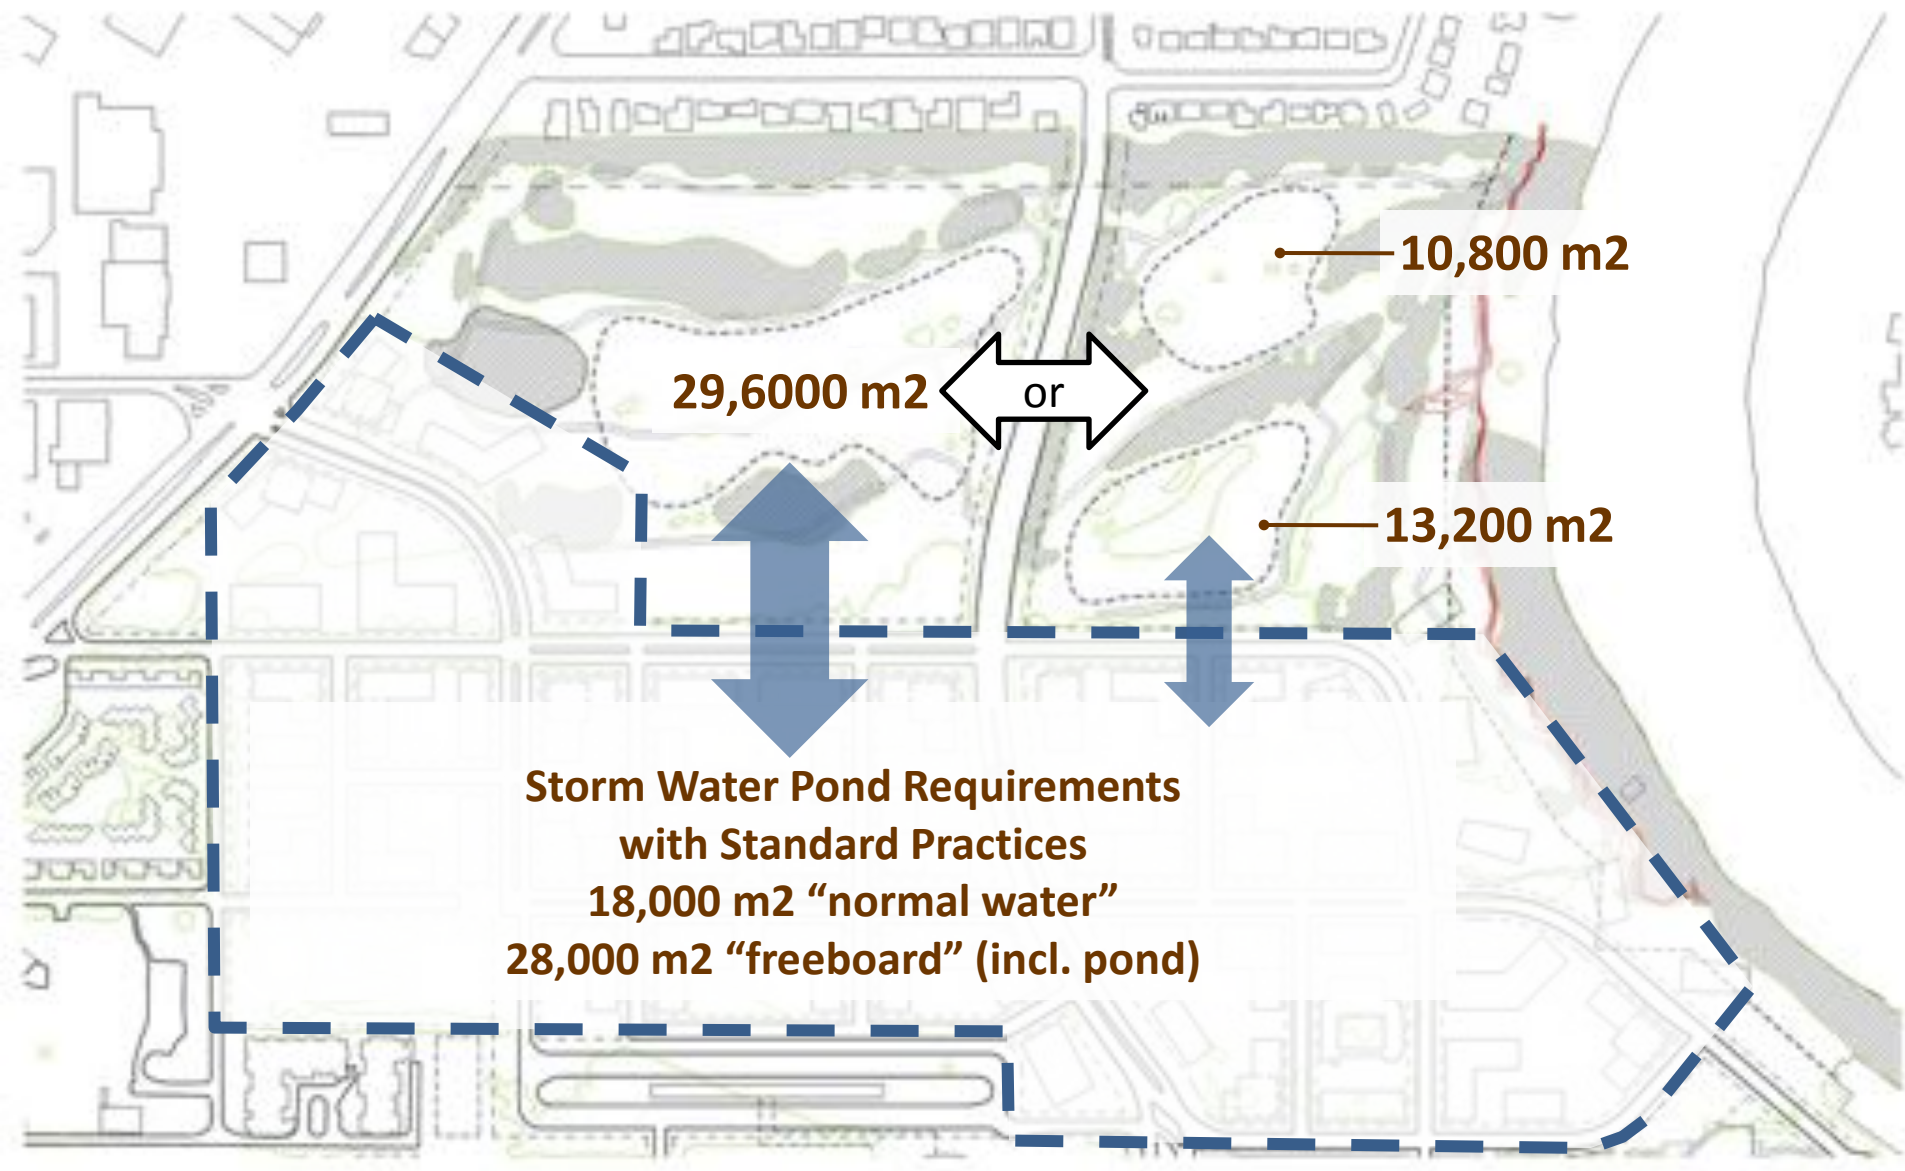 10,800 m2
29,6000 m2
or
13,200 m2
Storm Water Pond Requirements
with Standard Practices
18,000 m2 “normal water”
28,000 m2 “freeboard” (incl. pond)